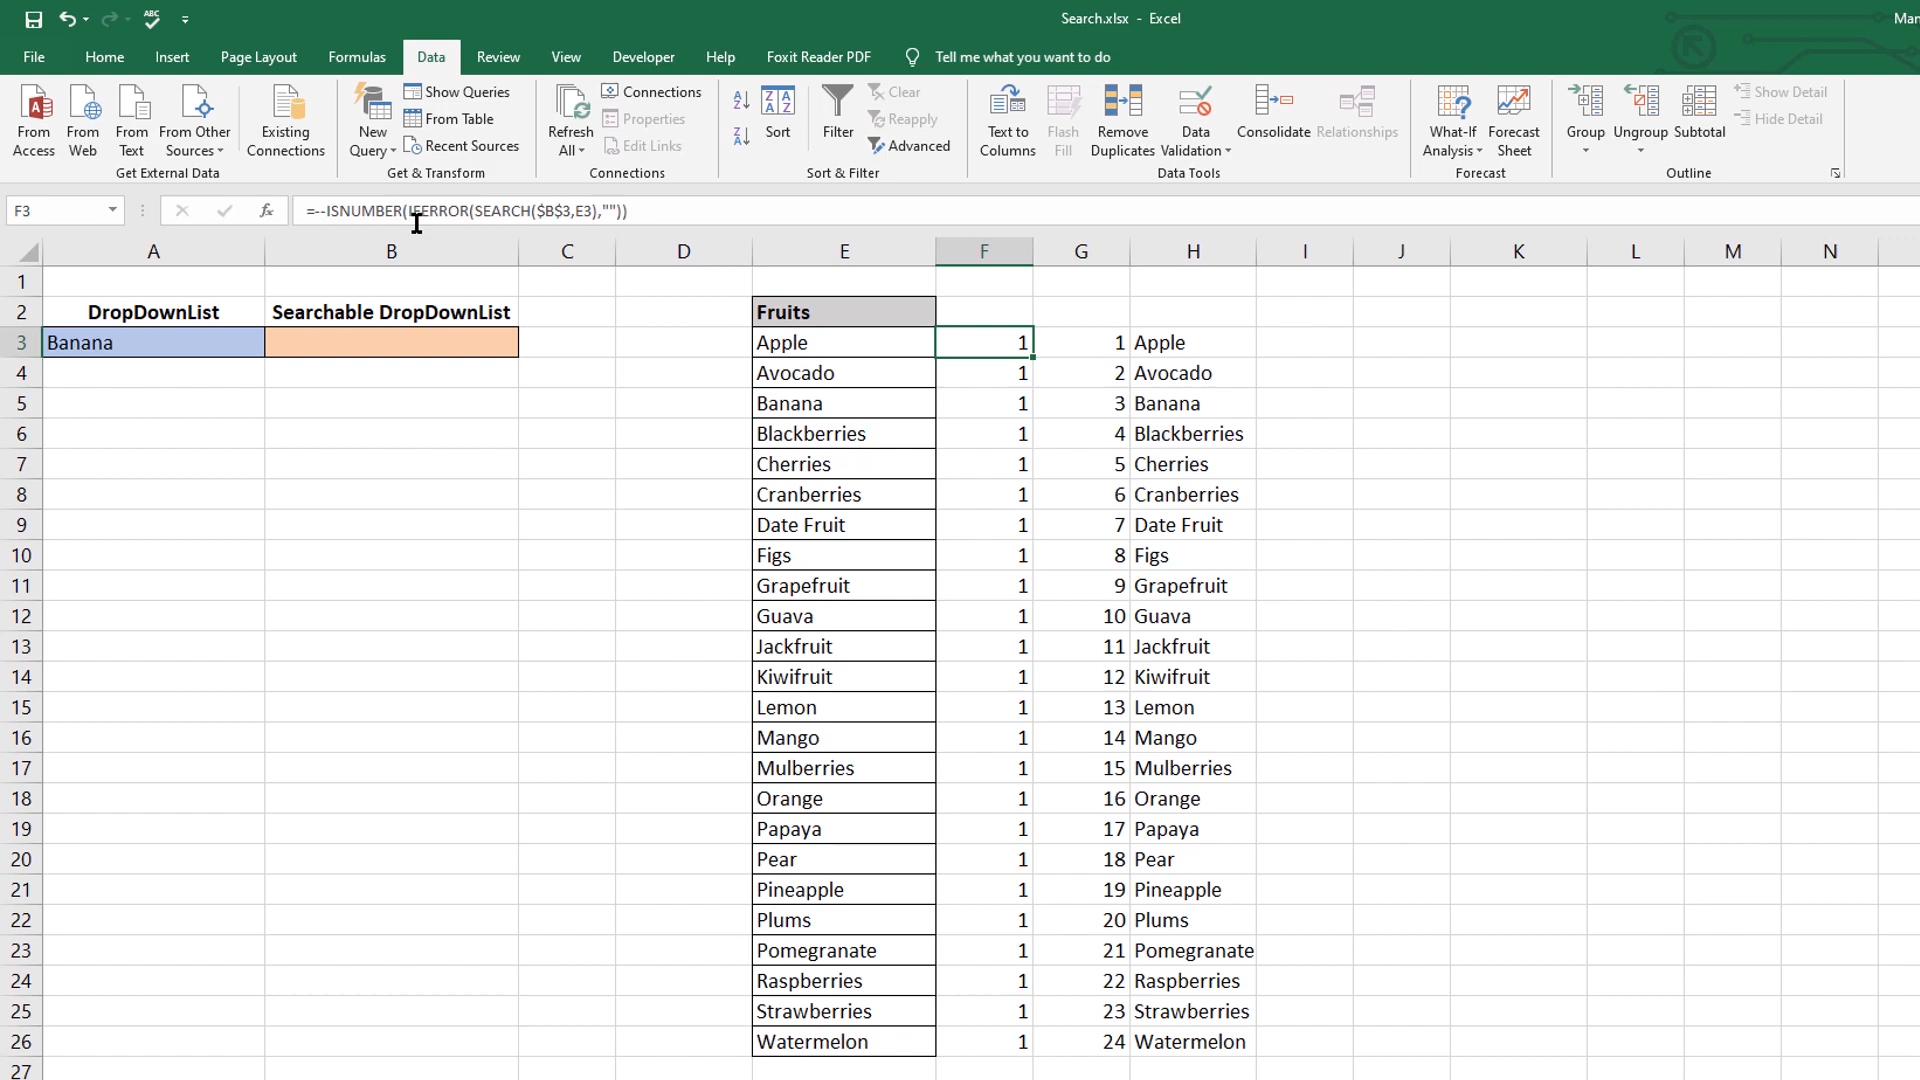 Search.xlsx - Excel
Man
File Home Insert Page Layout Formulas Data Review View Developer Help Foxit Reader PDF Tell me what you want to do
From Access
From Web
From Text
From Other Sources
Existing Connections
Get External Data
New Query
Show Queries
From Table
Recent Sources
Get & Transform
Refresh All
Connections
Properties
Edit Links
Connections
Sort
Filter
Clear
Reapply
Advanced
Sort & Filter
Text to Columns
Flash Fill
Remove Duplicates
Data Validation
Consolidate
Relationships
Data Tools
What-If Analysis
Forecast Sheet
Forecast
Group
Ungroup
Subtotal
Show Detail
Hide Detail
Outline
F3 fx =--ISNUMBER(IFERROR(SEARCH($B$3,E3),""))
A B C D E F G H I J K L M N
1
2 DropDownList Searchable DropDownList Fruits
3 Banana Apple 1 1 Apple
4 Avocado 1 2 Avocado
5 Banana 1 3 Banana
6 Blackberries 1 4 Blackberries
7 Cherries 1 5 Cherries
8 Cranberries 1 6 Cranberries
9 Date Fruit 1 7 Date Fruit
10 Figs 1 8 Figs
11 Grapefruit 1 9 Grapefruit
12 Guava 1 10 Guava
13 Jackfruit 1 11 Jackfruit
14 Kiwifruit 1 12 Kiwifruit
15 Lemon 1 13 Lemon
16 Mango 1 14 Mango
17 Mulberries 1 15 Mulberries
18 Orange 1 16 Orange
19 Papaya 1 17 Papaya
20 Pear 1 18 Pear
21 Pineapple 1 19 Pineapple
22 Plums 1 20 Plums
23 Pomegranate 1 21 Pomegranate
24 Raspberries 1 22 Raspberries
25 Strawberries 1 23 Strawberries
26 Watermelon 1 24 Watermelon
27